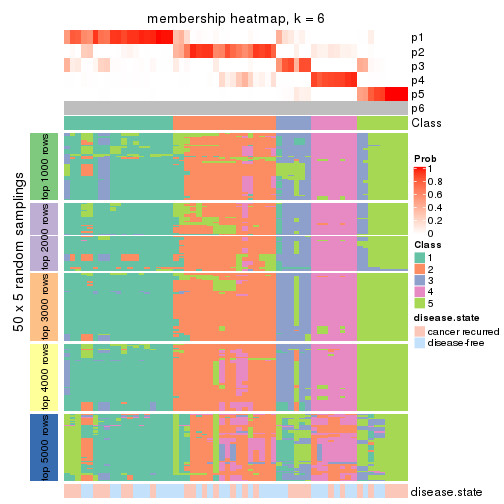 membership heatmap, k = 6
p1
p2
p3
p4
p5
p6
Class
50 x 5 random samplings
top 1000 rows
top 2000 rows
top 3000 rows
top 4000 rows
top 5000 rows
disease.state
Prob
1
0.8
0.6
0.4
0.2
0
Class
1
2
3
4
5
disease.state
cancer recurred
disease-free